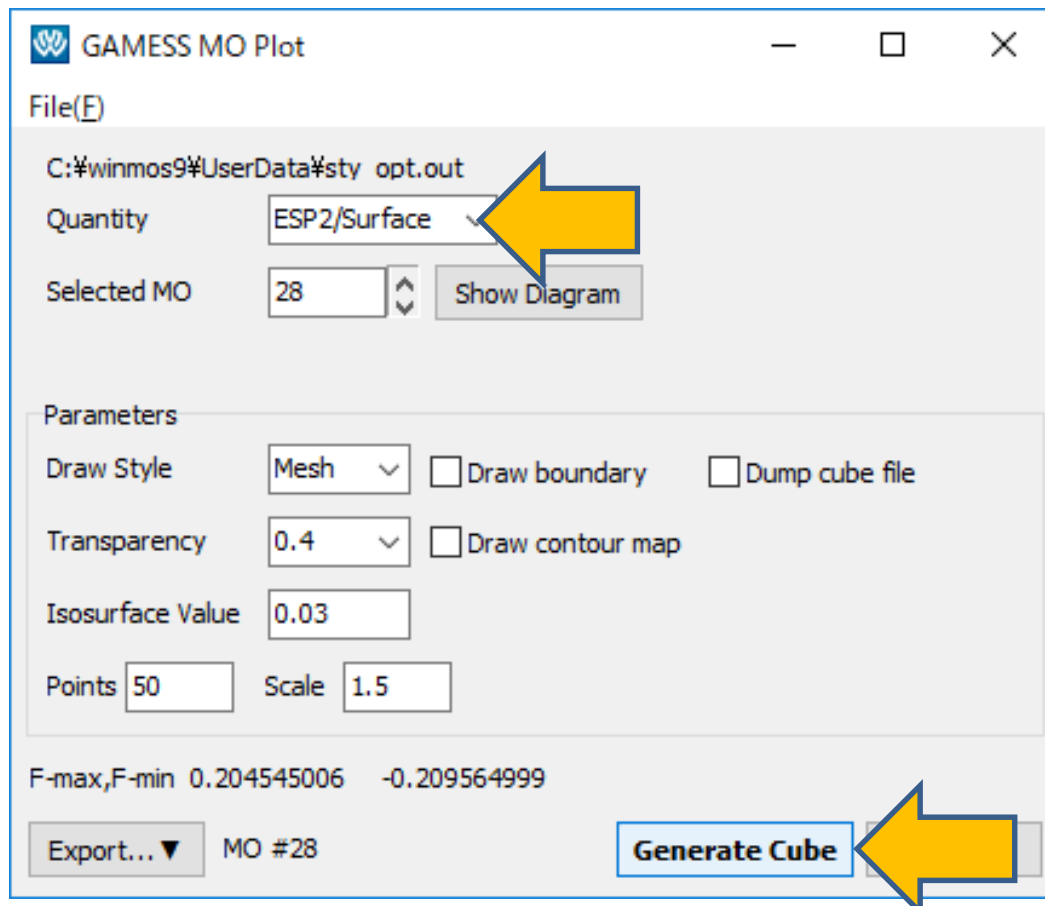 GAMESS MO Plot
File(F)
C:¥winmos9¥UserData¥sty_opt.out
Quantity ESP2/Surface
Selected MO 28 Show Diagram
Parameters
Draw Style Mesh Draw boundary Dump cube file
Transparency 0.4 Draw contour map
Isosurface Value 0.03
Points 50 Scale 1.5
F-max,F-min 0.204545006 -0.209564999
Export...▼ MO #28 Generate Cube